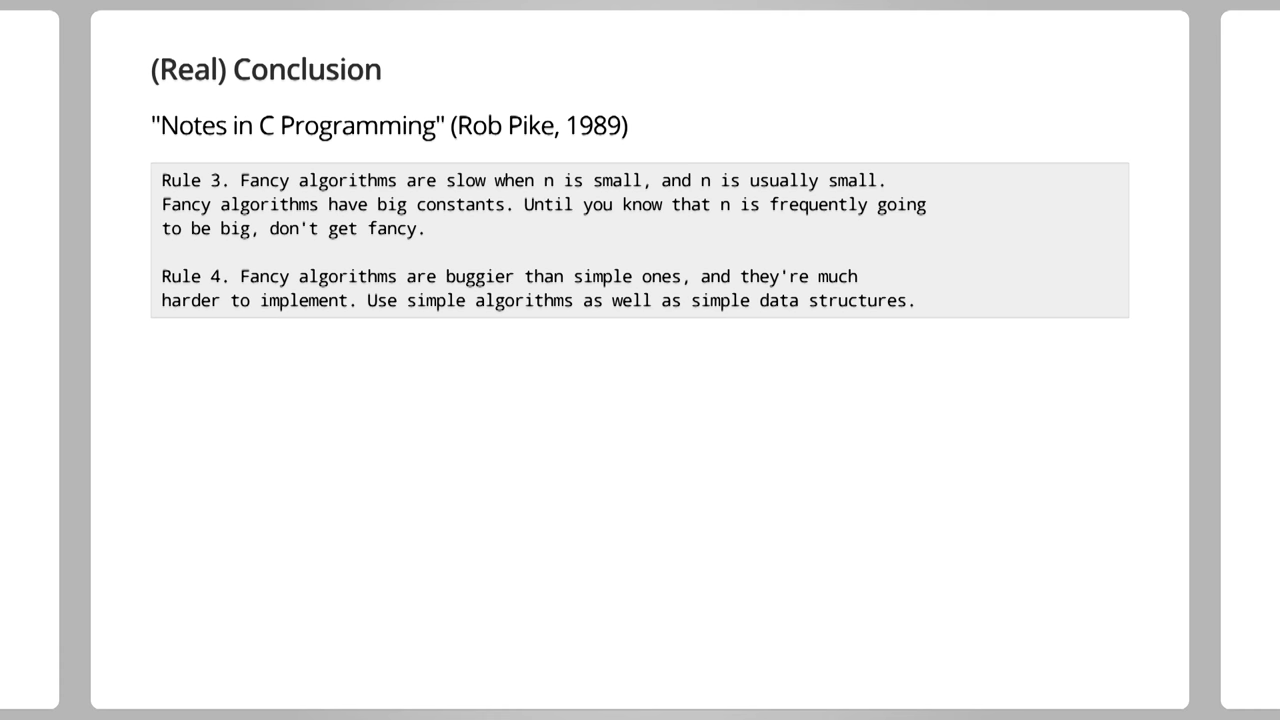 (Real) Conclusion
"Notes in C Programming" (Rob Pike, 1989)
Rule 3. Fancy algorithms are slow when n is small, and n is usually small.
Fancy algorithms have big constants. Until you know that n is frequently going
to be big, don't get fancy.
Rule 4. Fancy algorithms are buggier than simple ones, and they're much
harder to implement. Use simple algorithms as well as simple data structures.